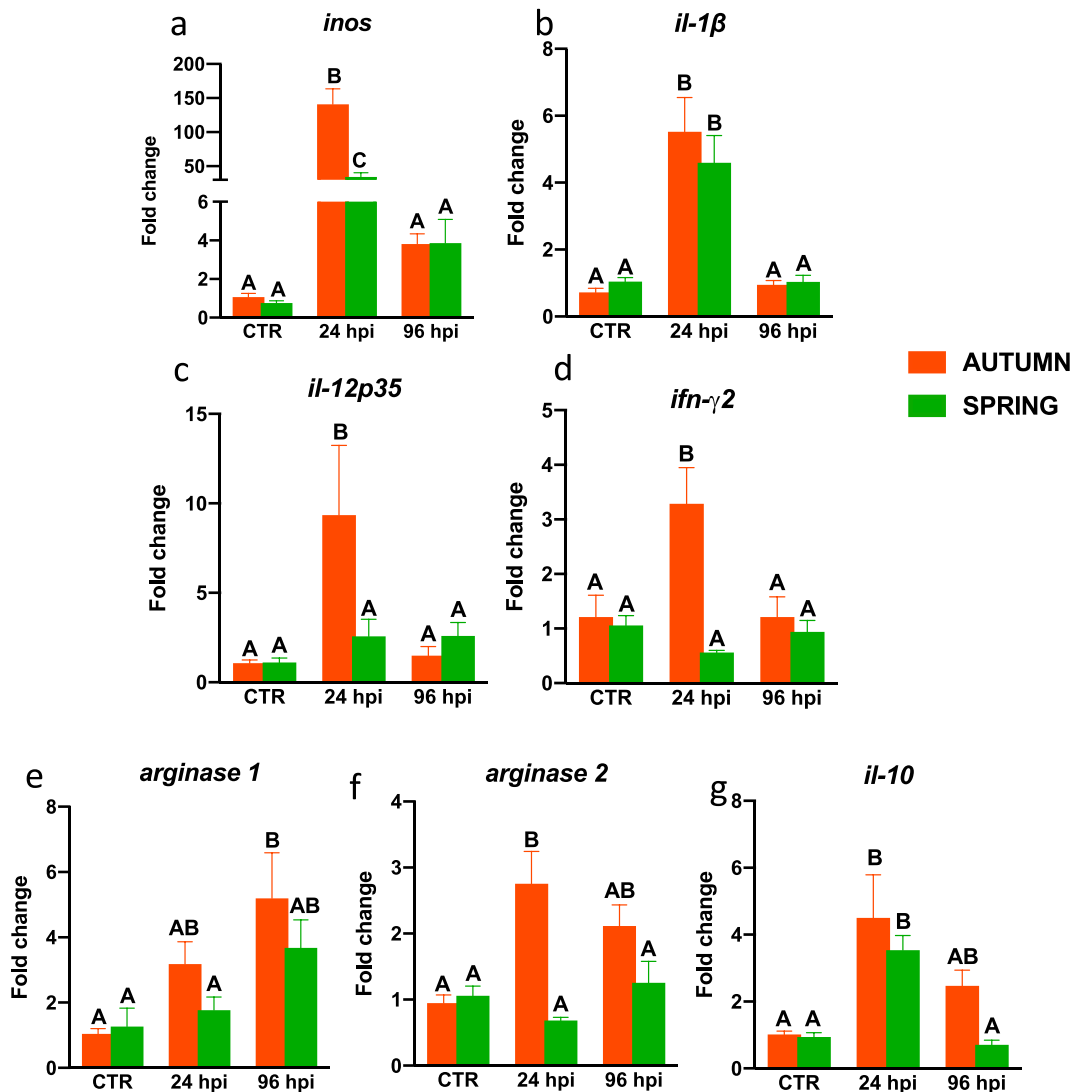 a
inos
Fold change
200
150
100
50
6
4
2
0
B
C
A A
A A
CTR 24 hpi 96 hpi
b
il-1β
Fold change
8
6
4
2
0
B B
A A
A A
CTR 24 hpi 96 hpi
AUTUMN
SPRING
c
il-12p35
Fold change
15
10
5
0
B
A
A A
A A
CTR 24 hpi 96 hpi
d
ifn-γ2
Fold change
5
4
3
2
1
0
B
A
A A
A A
CTR 24 hpi 96 hpi
e
arginase 1
Fold change
8
6
4
2
0
A A
AB A
B AB
CTR 24 hpi 96 hpi
f
arginase 2
Fold change
4
3
2
1
0
A A
B A
AB A
CTR 24 hpi 96 hpi
g
il-10
Fold change
8
6
4
2
0
A A
B B
AB A
CTR 24 hpi 96 hpi